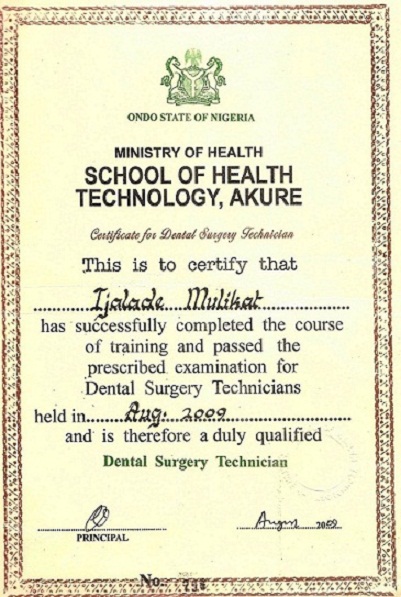 ONDO STATE OF NIGERIA
MINISTRY OF HEALTH
SCHOOL OF HEALTH
TECHNOLOGY, AKURE
Certificate for Dental Surgery Technician
This is to certify that
Ijalade Mulikat
has successfully completed the course
of training and passed the
prescribed examination for
Dental Surgery Technicians
held in Aug. 2009
and is therefore a duly qualified
Dental Surgery Technician
August 2009
PRINCIPAL
No.